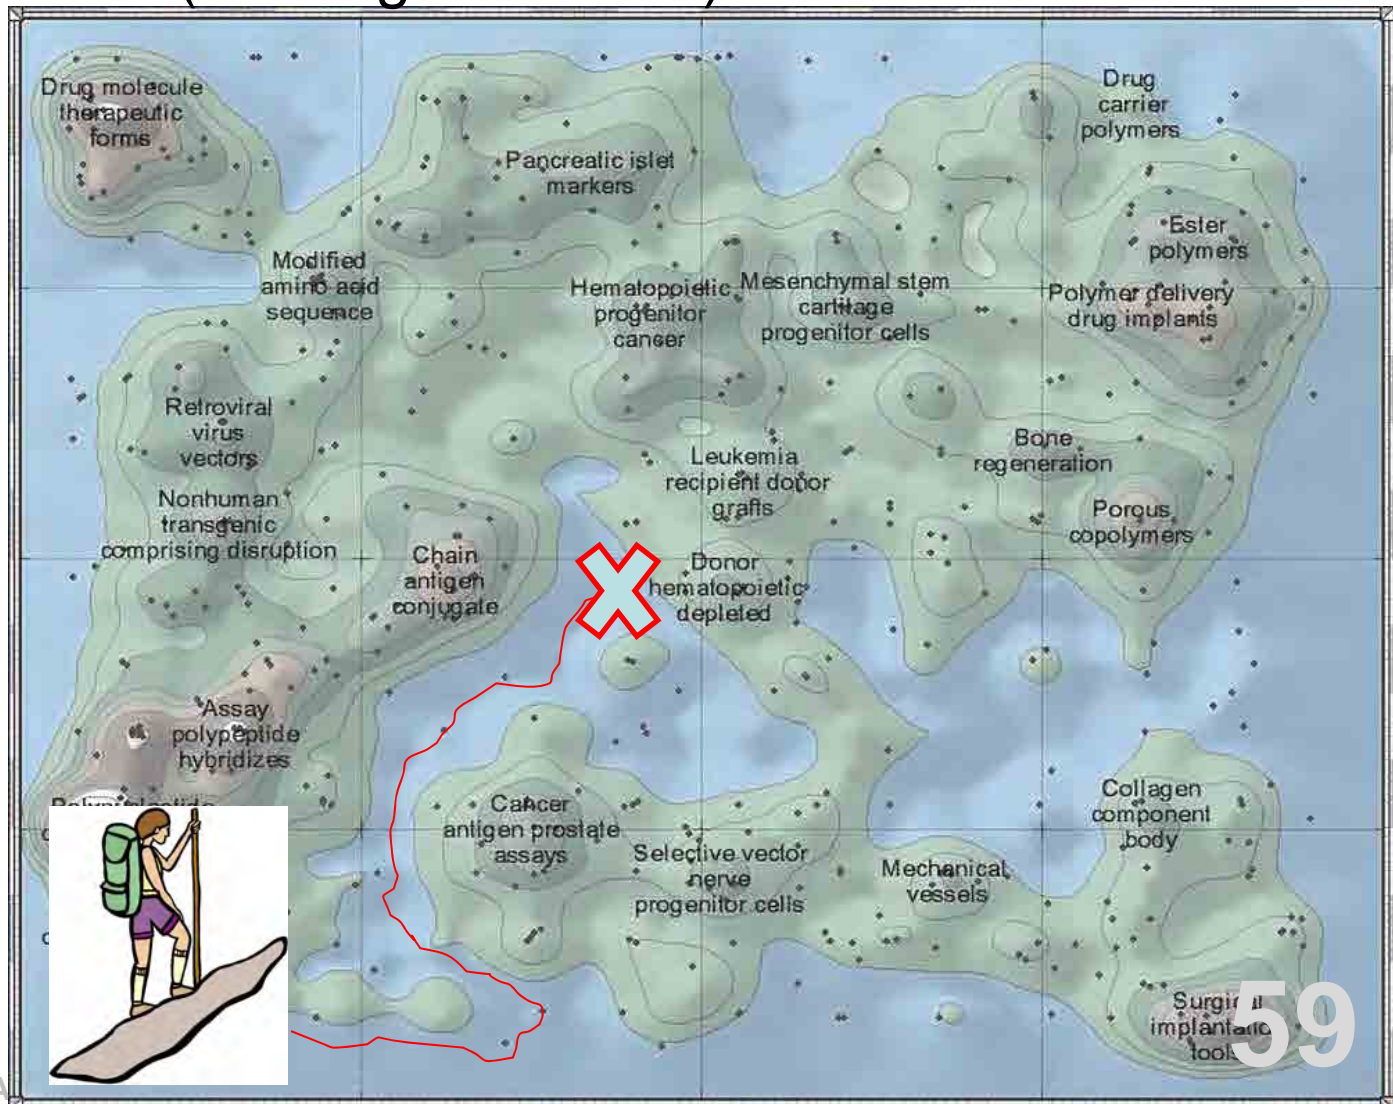 Drug molecule
therapeutic
forms
Drug
carrier
polymers
Pancreatic islet
markers
Ester
polymers
Modified
amino acid
sequence
Hematopoietic
progenitor
cancer
Mesenchymal stem
cartilage
progenitor cells
Polymer delivery
drug implants
Retroviral
virus
vectors
Leukemia
recipient donor
grafts
Bone
regeneration
Nonhuman
transgenic
comprising disruption
Porous
copolymers
Chain
antigen
conjugate
Donor
hematopoietic
depleted
Assay
polypeptide
hybridizes
Cancer
antigen prostate
assays
Selective vector
nerve
progenitor cells
Mechanical
vessels
Collagen
component
body
Surgical
tools
59